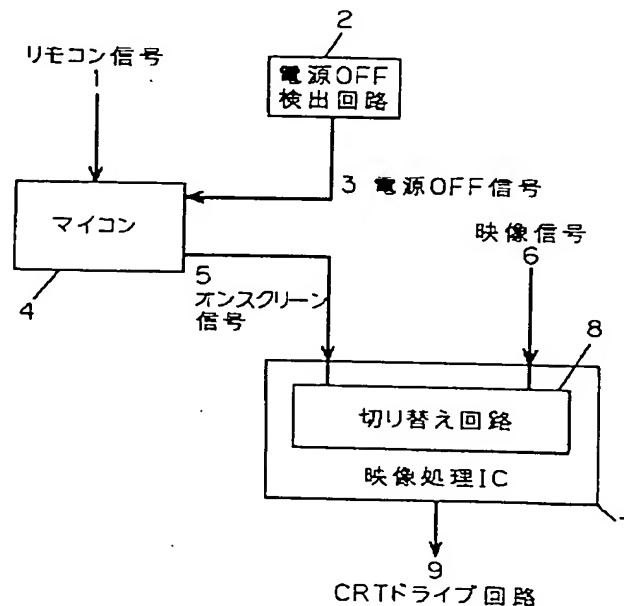 2
リモコン信号
1
電源OFF
検出回路
3 電源OFF信号
マイコン
映像信号
6
5
オンスクリーン
信号
4
8
切り替え回路
映像処理IC
9
CRTドライブ回路